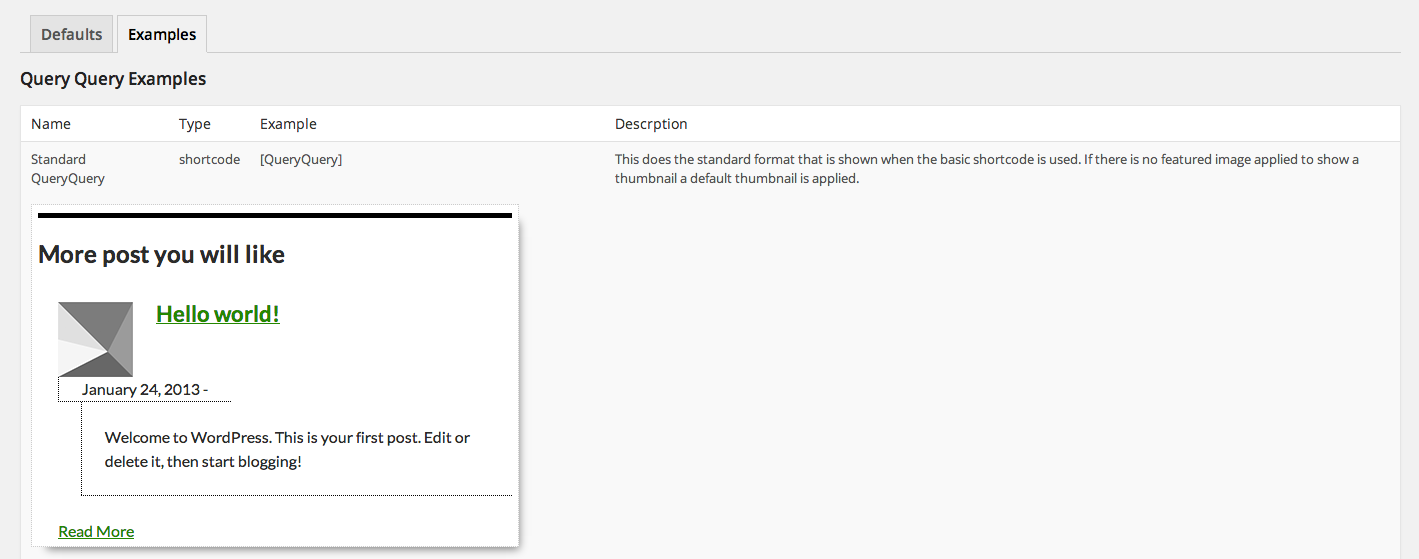 Defaults Examples
Query Query Examples
Name Type Example Descrption
Standard shortcode [QueryQuery] This does the standard format that is shown when the basic shortcode is used. If there is no featured image applied to show a
QueryQuery thumbnail a default thumbnail is applied.
More post you will like
Hello world!
January 24, 2013 -
Welcome to WordPress. This is your first post. Edit or
delete it, then start blogging!
Read More